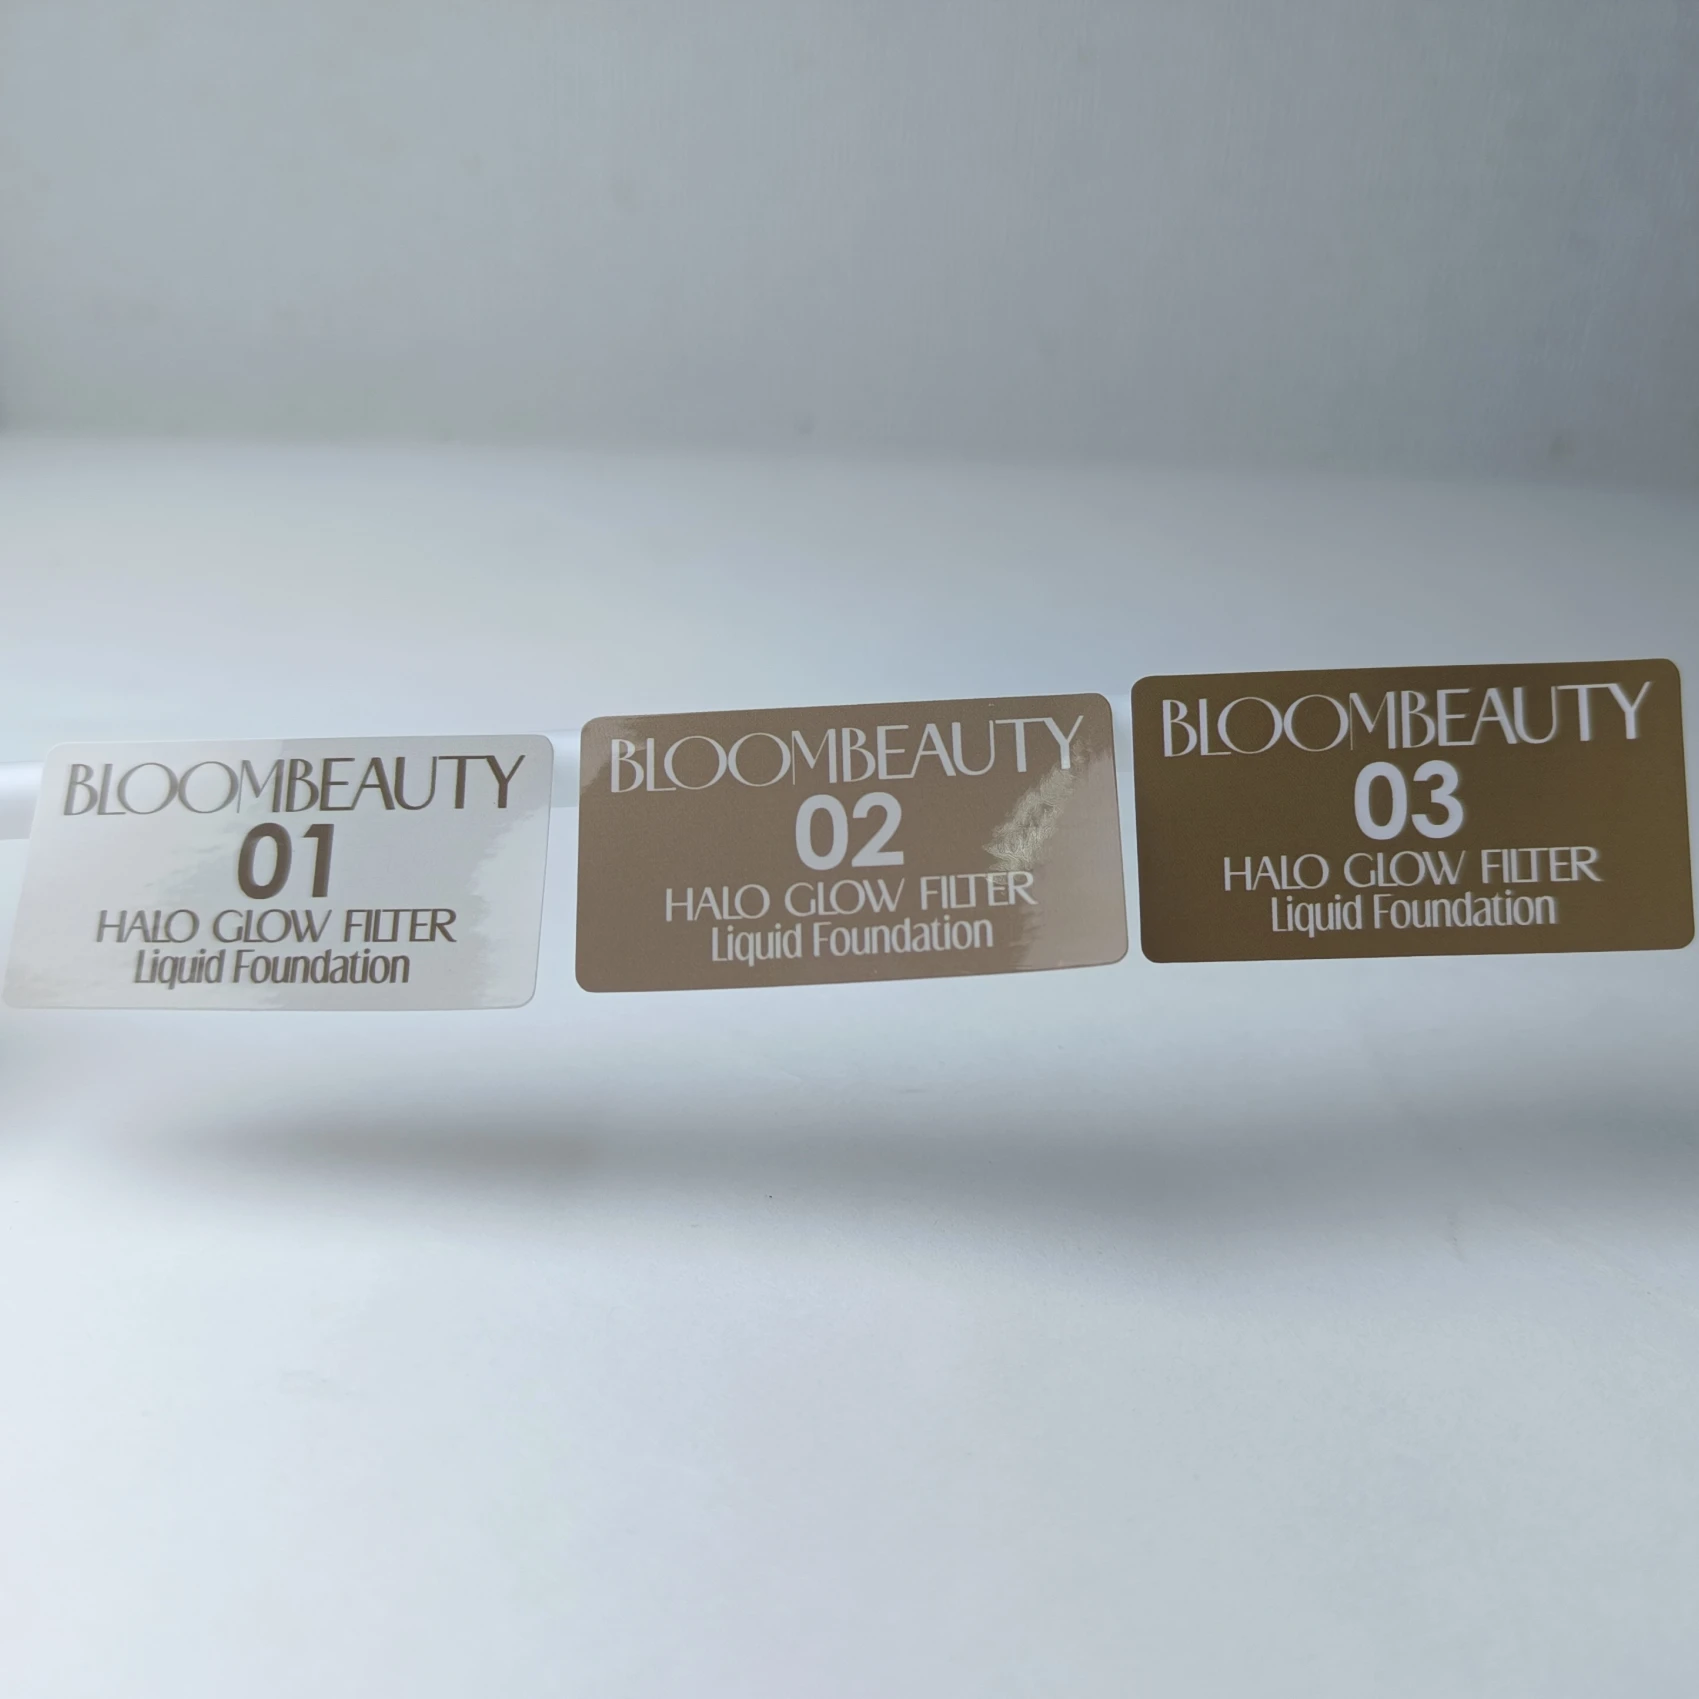 BLOOMBEAUTY
01
HALO GLOW FILTER
Liquid Foundation
BLOOMBEAUTY
02
HALO GLOW FILTER
Liquid Foundation
BLOOMBEAUTY
03
HALO GLOW FILTER
Liquid Foundation